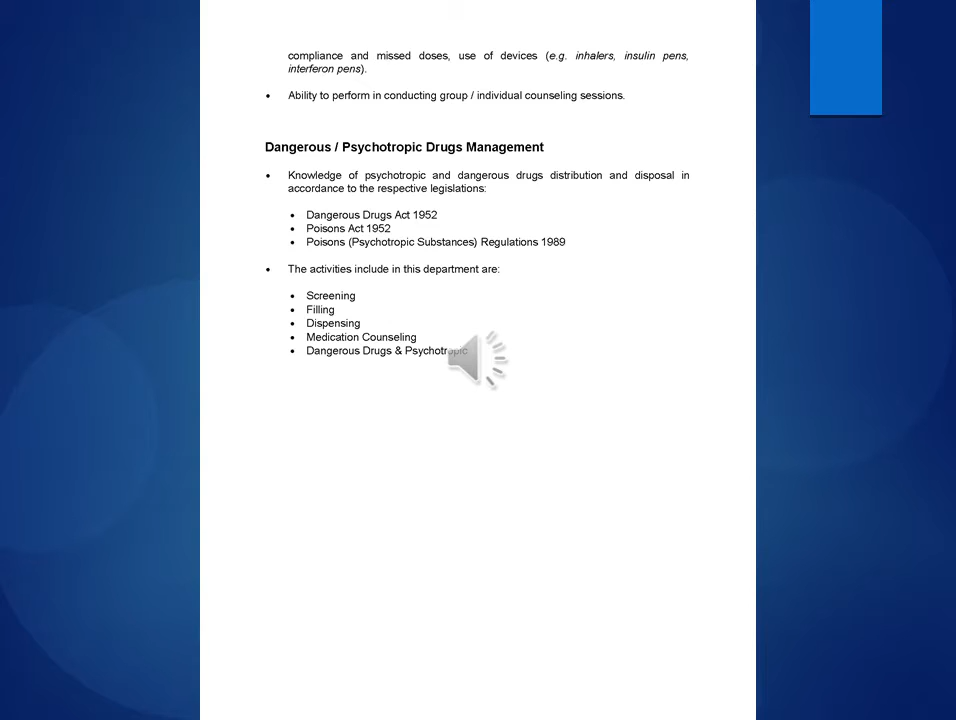 compliance and missed doses, use of devices (e.g. inhalers, insulin pens,
interferon pens).
• Ability to perform in conducting group / individual counseling sessions.
Dangerous / Psychotropic Drugs Management
• Knowledge of psychotropic and dangerous drugs distribution and disposal in
accordance to the respective legislations:
• Dangerous Drugs Act 1952
• Poisons Act 1952
• Poisons (Psychotropic Substances) Regulations 1989
• The activities include in this department are:
• Screening
• Filling
• Dispensing
• Medication Counseling
• Dangerous Drugs & Psychotropic